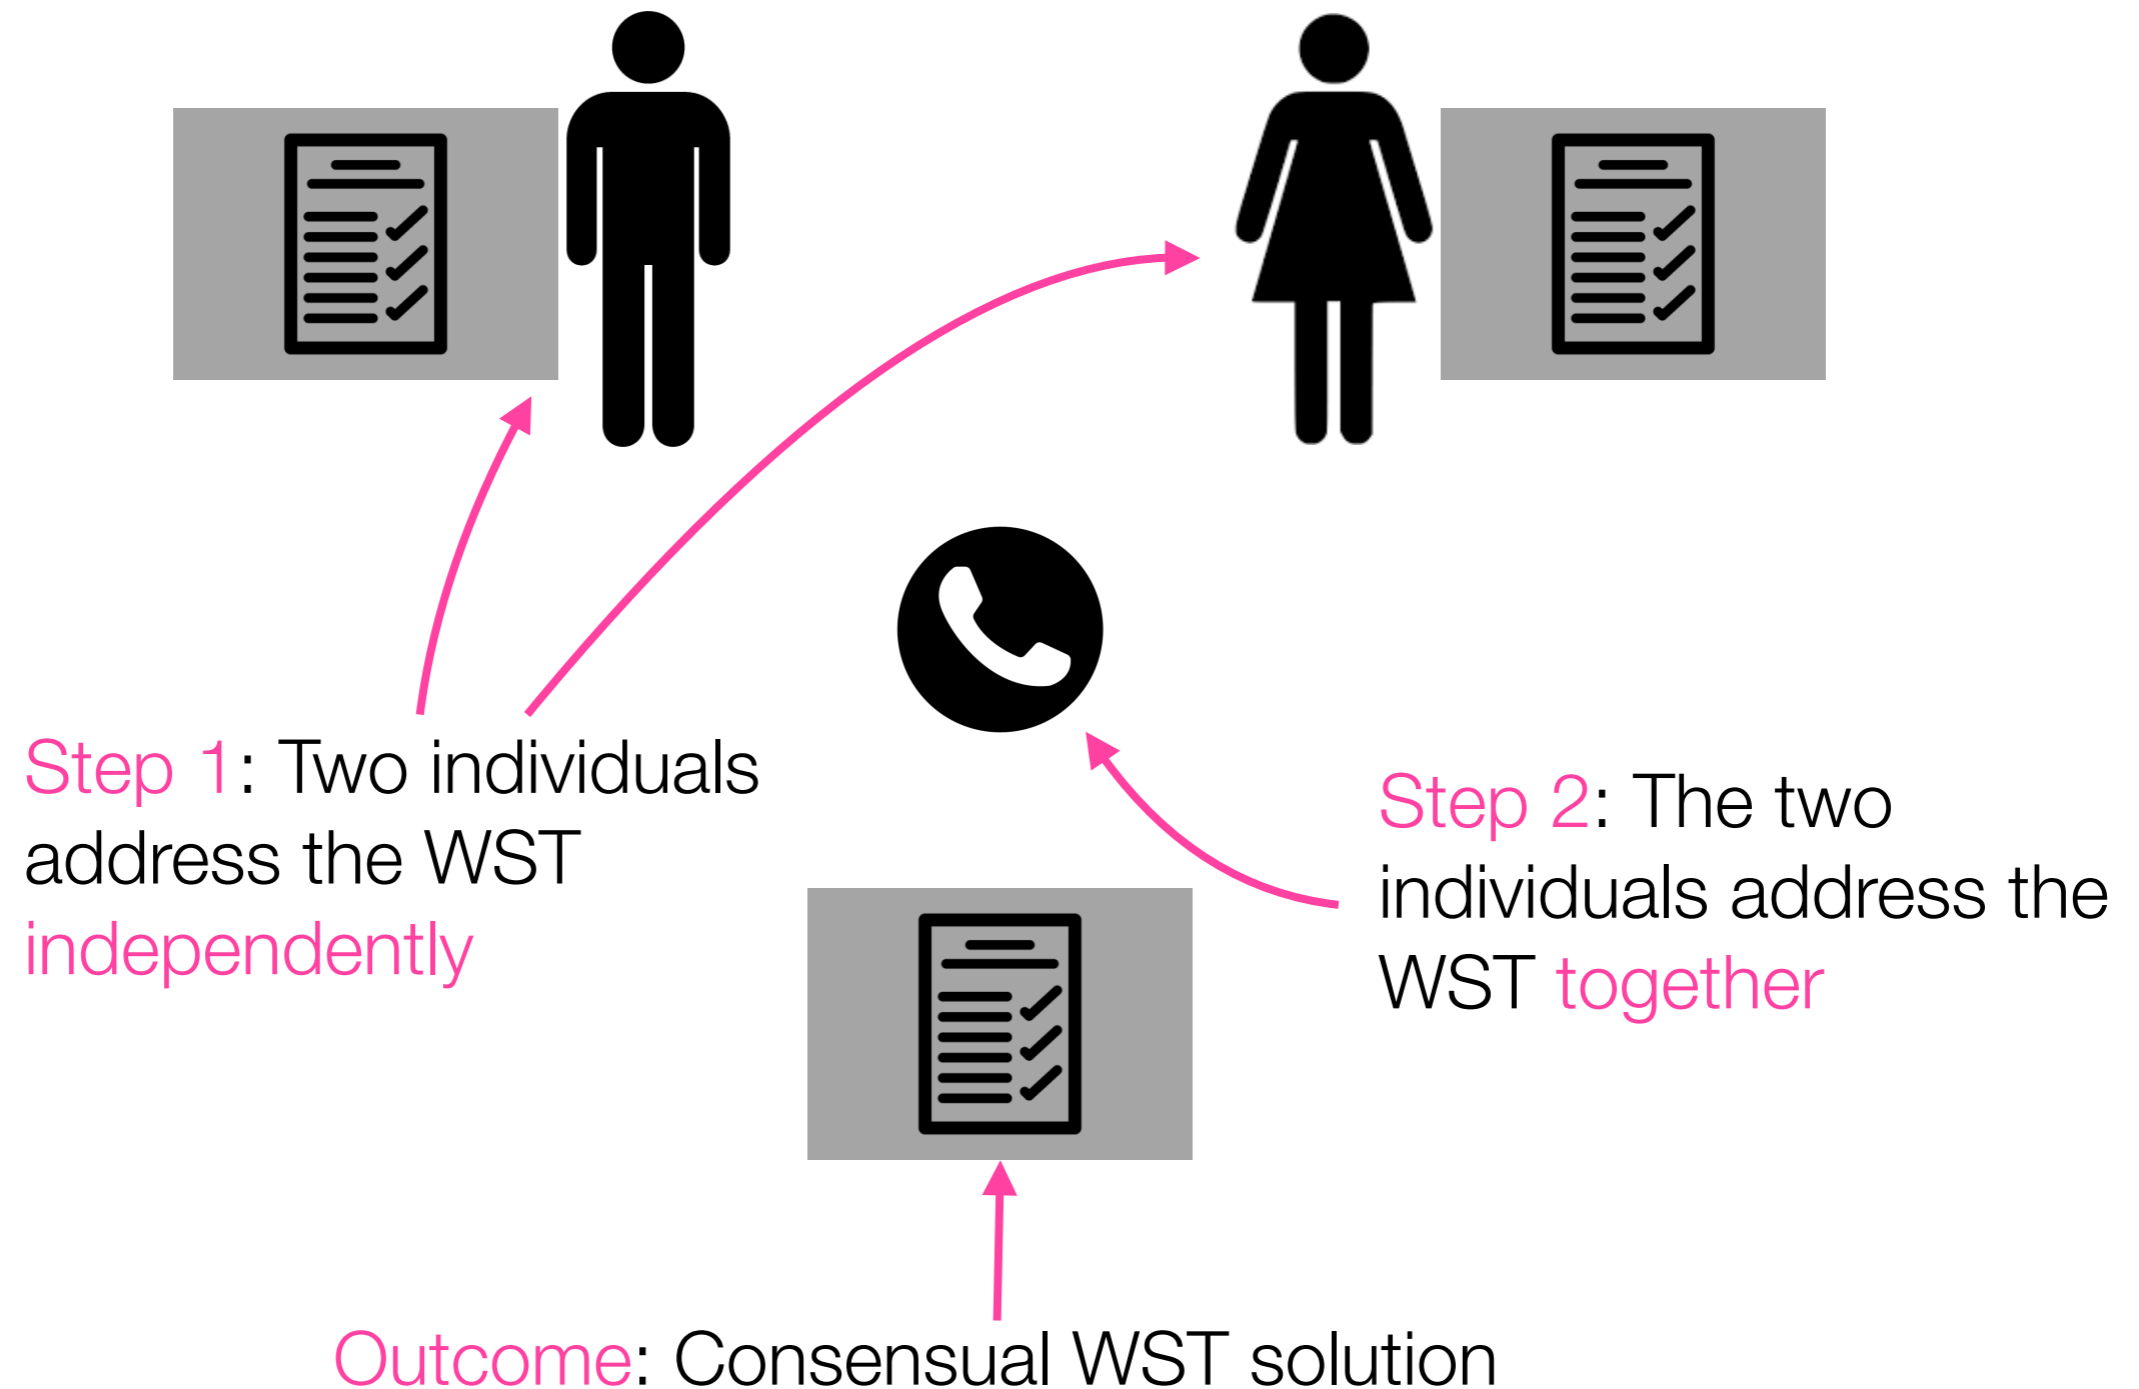 Step 1: Two individuals
address the WST
independently
Step 2: The two
individuals address the
WST together
Outcome: Consensual WST solution